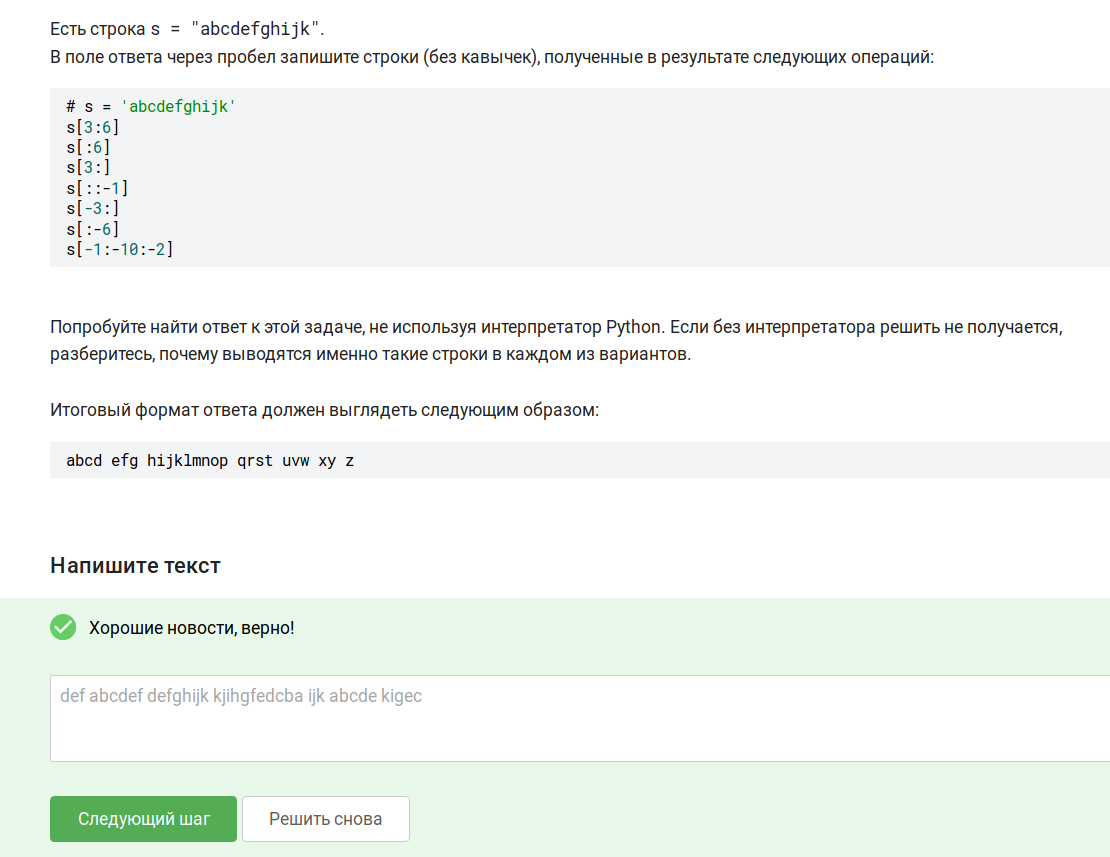 Есть строка s = "abcdefghijk".
В поле ответа через пробел запишите строки (без кавычек), полученные в результате следующих операций:
# s = 'abcdefghijk'
s[3:6]
s[:6]
s[3:]
s[::-1]
s[-3:]
s[:-6]
s[-1:-10:-2]
Попробуйте найти ответ к этой задаче, не используя интерпретатор Python. Если без интерпретатора решить не получается,
разберитесь, почему выводятся именно такие строки в каждом из вариантов.
Итоговый формат ответа должен выглядеть следующим образом:
abcd efg hijklmnop qrst uvw xy z
Напишите текст
Хорошие новости, верно!
def abcdef defghijk kjihgfedcba ijk abcde kigec
Следующий шаг
Решить снова